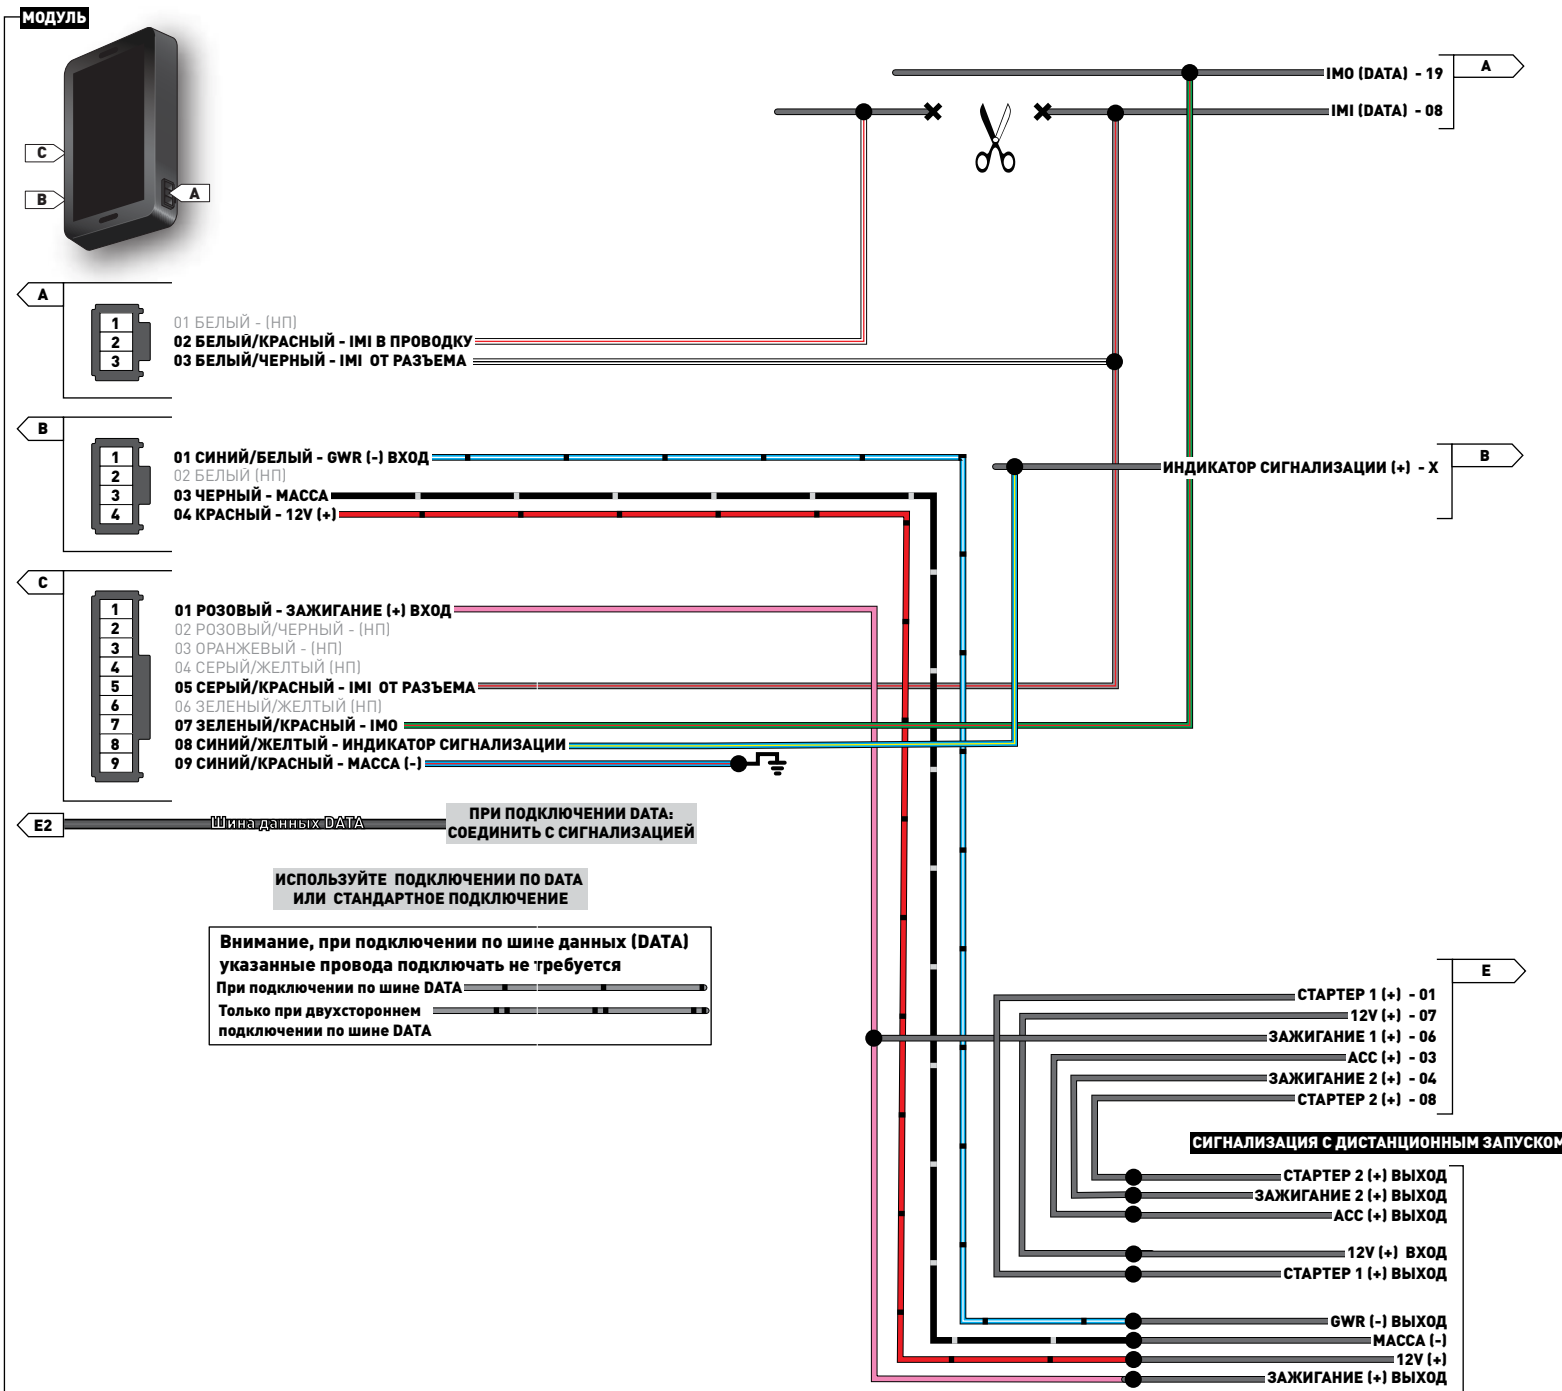 МОДУЛЬ
C
B
A
IMO (DATA) - 19
A
IMI (DATA) - 08
A
1
2
3
01 БЕЛЫЙ - (НП)
02 БЕЛЫЙ/КРАСНЫЙ - IMI В ПРОВОДКУ
03 БЕЛЫЙ/ЧЕРНЫЙ - IMI ОТ РАЗЪЕМА
B
1
2
3
4
01 СИНИЙ/БЕЛЫЙ - GWR (-) ВХОД
02 БЕЛЫЙ (НП)
03 ЧЕРНЫЙ - МАССА
04 КРАСНЫЙ - 12V (+)
ИНДИКАТОР СИГНАЛИЗАЦИИ (+) - X
B
C
1
2
3
4
5
6
7
8
9
01 РОЗОВЫЙ - ЗАЖИГАНИЕ (+) ВХОД
02 РОЗОВЫЙ/ЧЕРНЫЙ - (НП)
03 ОРАНЖЕВЫЙ - (НП)
04 СЕРЫЙ/ЖЕЛТЫЙ (НП)
05 СЕРЫЙ/КРАСНЫЙ - IMI ОТ РАЗЪЕМА
06 ЗЕЛЕНЫЙ/ЖЕЛТЫЙ (НП)
07 ЗЕЛЕНЫЙ/КРАСНЫЙ - IMO
08 СИНИЙ/ЖЕЛТЫЙ - ИНДИКАТОР СИГНАЛИЗАЦИИ
09 СИНИЙ/КРАСНЫЙ - МАССА (-)
E2
Шина данных DATA
ПРИ ПОДКЛЮЧЕНИИ DATA:
СОЕДИНИТЬ С СИГНАЛИЗАЦИЕЙ
ИСПОЛЬЗУЙТЕ ПОДКЛЮЧЕНИИ ПО DATA
ИЛИ СТАНДАРТНОЕ ПОДКЛЮЧЕНИЕ
Внимание, при подключении по шине данных (DATA)
указанные провода подключать не требуется
При подключении по шине DATA
Только при двухстороннем
подключении по шине DATA
E
СТАРТЕР 1 (+) - 01
12V (+) - 07
ЗАЖИГАНИЕ 1 (+) - 06
ACC (+) - 03
ЗАЖИГАНИЕ 2 (+) - 04
СТАРТЕР 2 (+) - 08
СИГНАЛИЗАЦИЯ С ДИСТАНЦИОННЫМ ЗАПУСКОМ
СТАРТЕР 2 (+) ВЫХОД
ЗАЖИГАНИЕ 2 (+) ВЫХОД
ACC (+) ВЫХОД
12V (+) ВХОД
СТАРТЕР 1 (+) ВЫХОД
GWR (-) ВЫХОД
МАССА (-)
12V (+)
ЗАЖИГАНИЕ (+) ВЫХОД